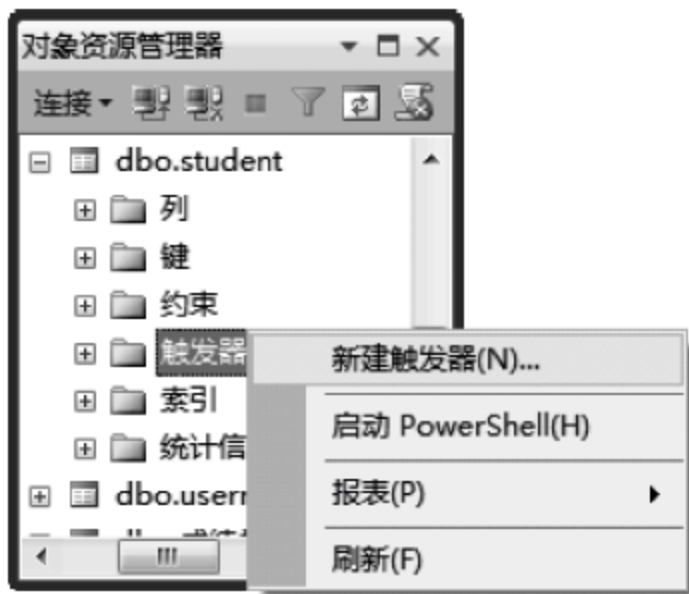 对象资源管理器
连接
dbo.student
列
键
约束
触发器
新建触发器(N)...
索引
启动 PowerShell(H)
统计信
dbo.user
报表(P)
刷新(F)